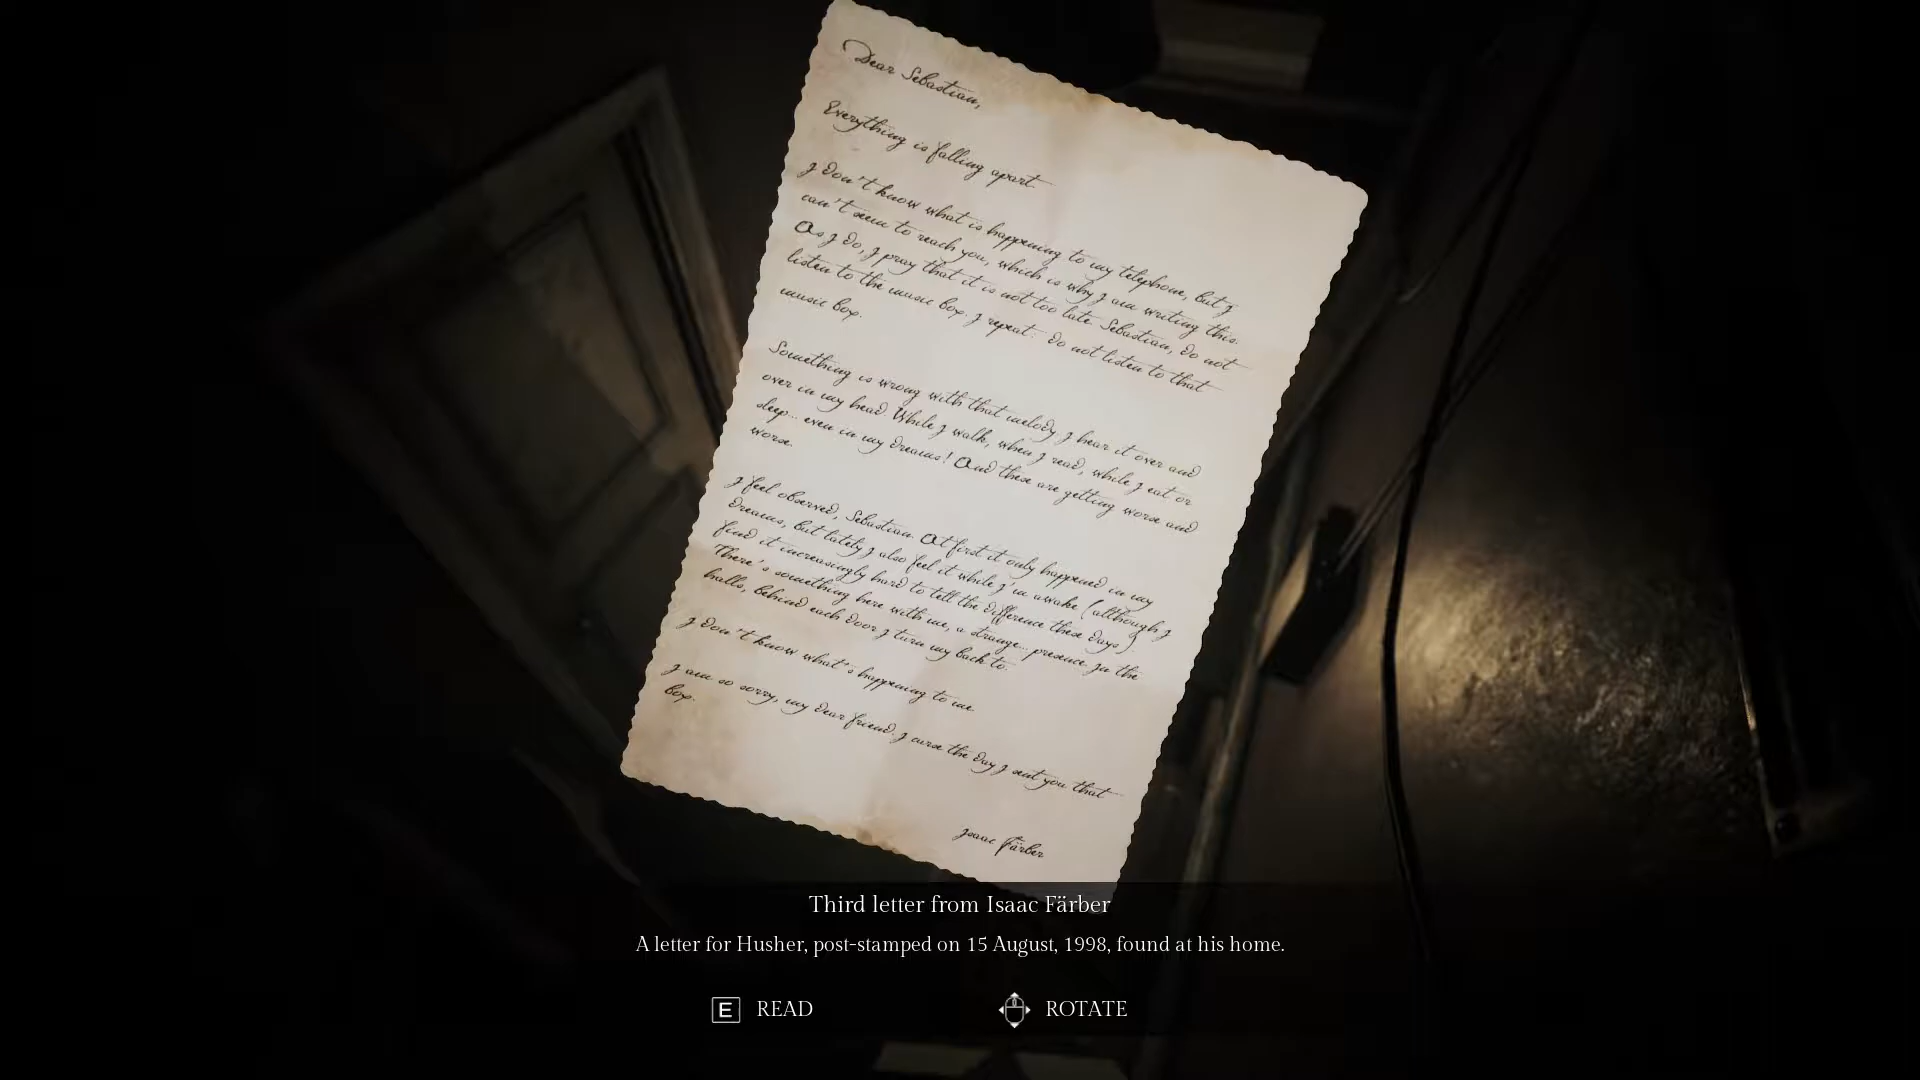 Dear Sebastian,
Everything is falling apart.
I don't know what is happening to my telephone, but I
can't seem to reach you, which is why I am writing this.
As I do, I pray that it is not too late. Sebastian, do not
listen to the music box. I repeat: do not listen to that
music box.
Something is wrong with that melody. I hear it over and
over in my head. While I walk, when I read, while I eat or
sleep... even in my dreams! And these are getting worse and
worse.
I feel observed, Sebastian. At first it only happened in my
dreams, but lately I also feel it while I'm awake (although I
find it increasingly hard to tell the difference these days).
There's something here with me, a strange... presence. In the
halls, behind each door I turn my back to.
I don't know what's happening to me
I am so sorry, my dear friend. I curse the day I sent you that
box.
Isaac Färber
Third letter from Isaac Färber
A letter for Husher, post-stamped on 15 August, 1998, found at his home.
E READ
ROTATE